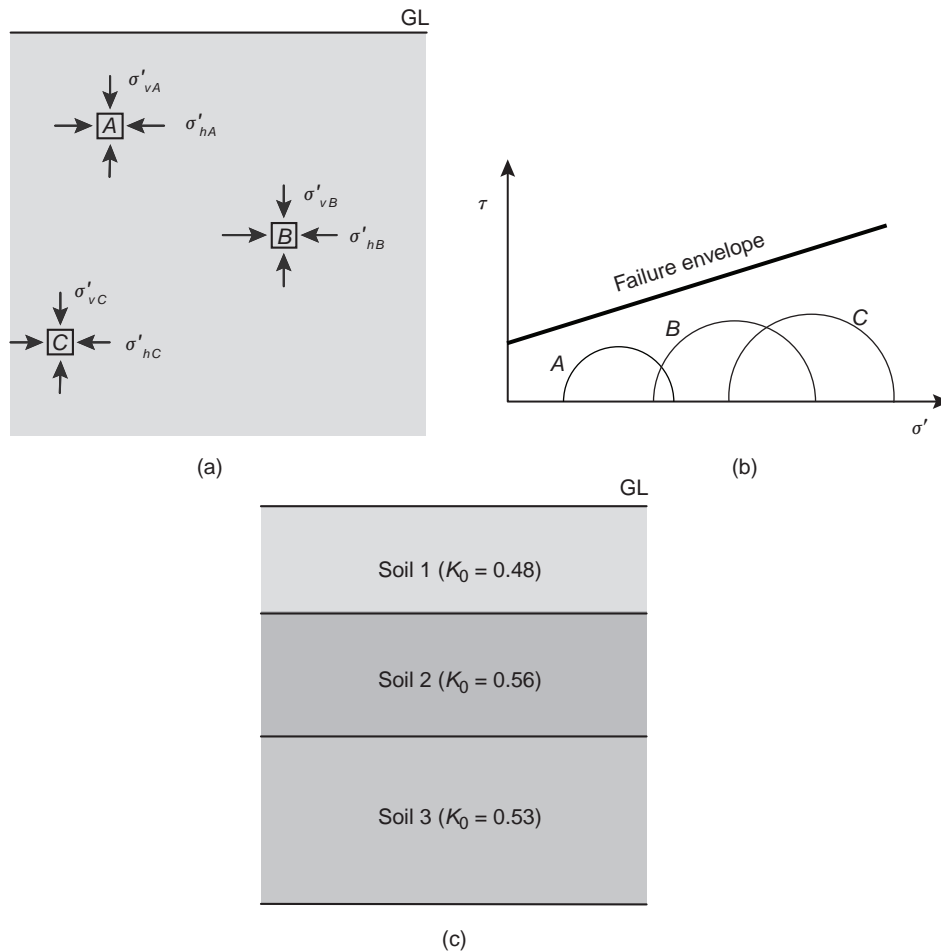 GL
σ'vA
A
σ'hA
σ'vB
B
σ'hB
σ'vC
C
σ'hC
(a)
τ
Failure envelope
A
B
C
σ'
(b)
GL
Soil 1 (K0 = 0.48)
Soil 2 (K0 = 0.56)
Soil 3 (K0 = 0.53)
(c)